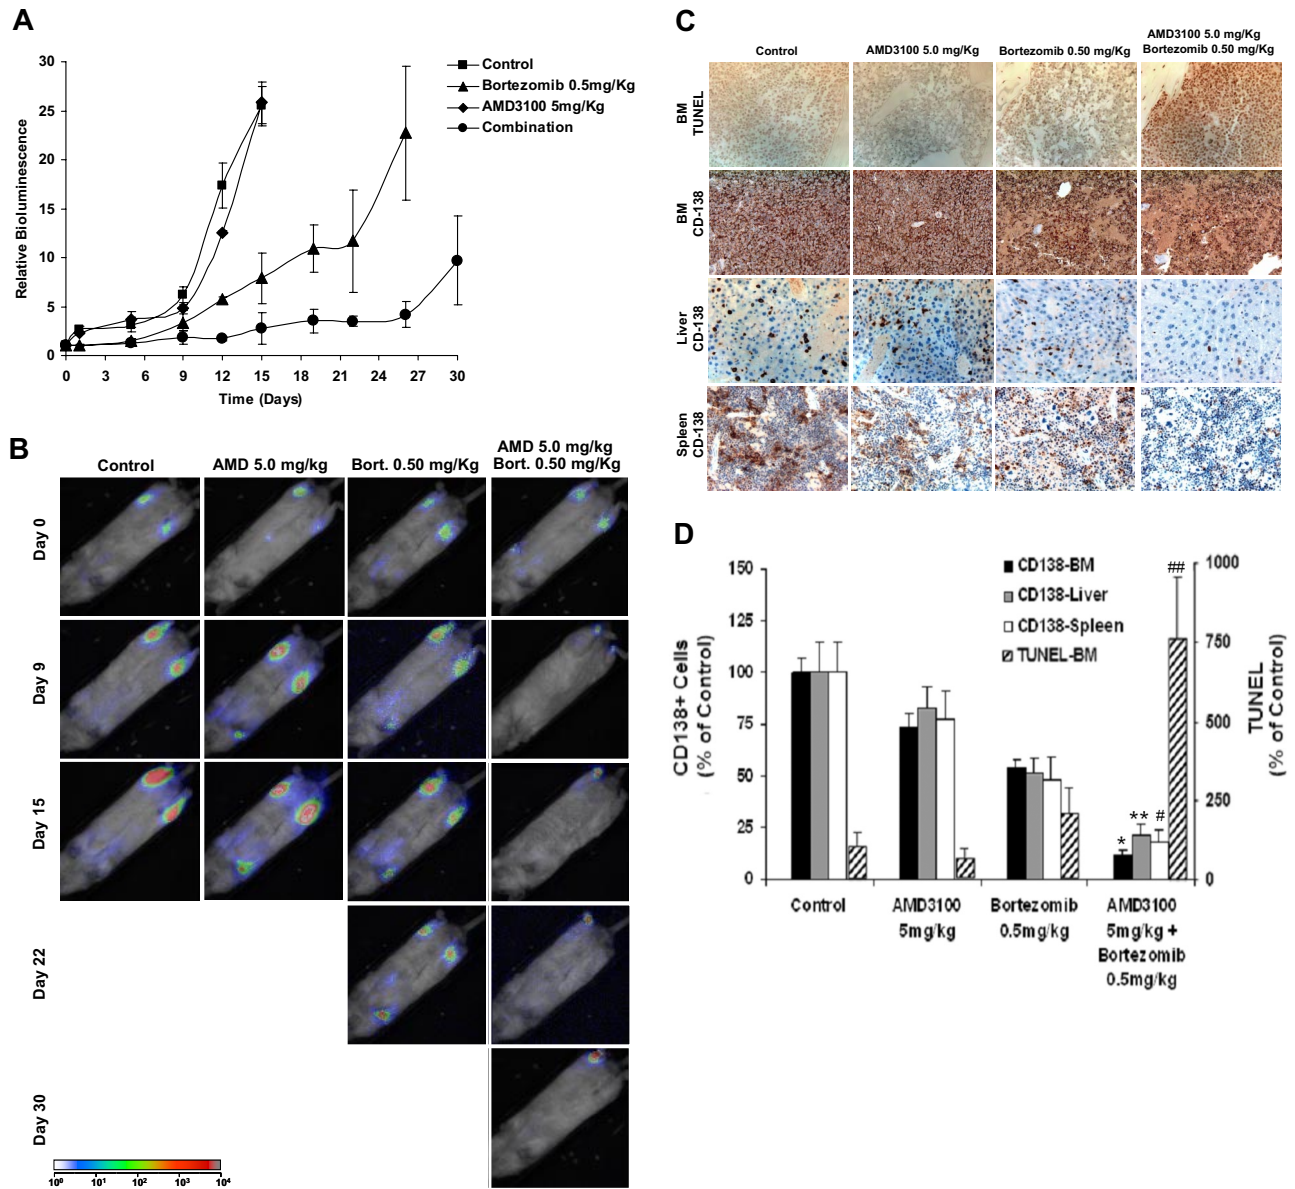 A
30
25
20
15
10
5
0
Relative Bioluminescence
0 3 6 9 12 15 18 21 24 27 30
Time (Days)
Control
Bortezomib 0.5mg/Kg
AMD3100 5mg/Kg
Combination
B
Control
AMD 5.0 mg/kg
Bort. 0.50 mg/Kg
AMD 5.0 mg/kg
Bort. 0.50 mg/Kg
Day 0
Day 9
Day 15
Day 22
Day 30
10⁰ 10¹ 10² 10³ 10⁴
C
Control
AMD3100 5.0 mg/Kg
Bortezomib 0.50 mg/Kg
AMD3100 5.0 mg/Kg
Bortezomib 0.50 mg/Kg
BM
TUNEL
BM
CD-138
Liver
CD-138
Spleen
CD-138
D
150
125
100
75
50
25
0
CD138+ Cells
(% of Control)
CD138-BM
CD138-Liver
CD138-Spleen
TUNEL-BM
* ** # ##
1000
750
500
250
0
TUNEL
(% of Control)
Control
AMD3100
5mg/kg
Bortezomib
0.5mg/kg
AMD3100
5mg/kg +
Bortezomib
0.5mg/kg